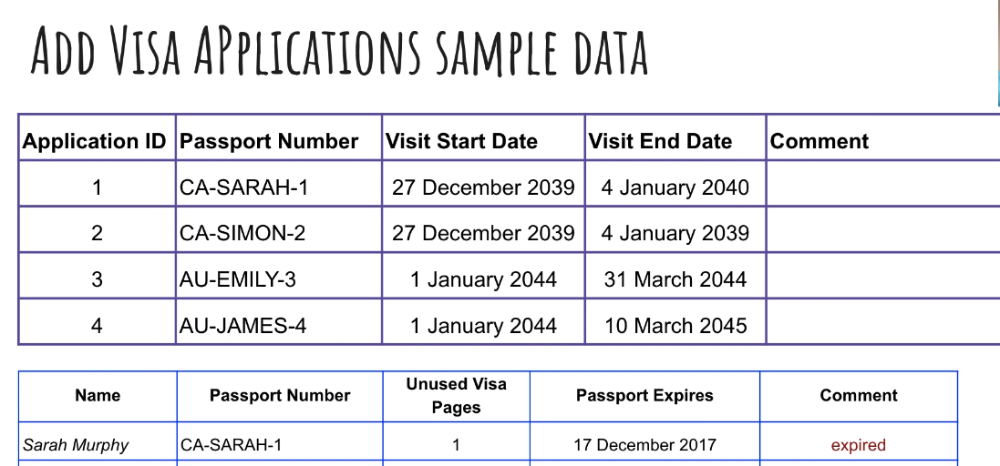 ADD VISA APPLICATIONS SAMPLE DATA
Application ID Passport Number Visit Start Date Visit End Date Comment
1 CA-SARAH-1 27 December 2039 4 January 2040
2 CA-SIMON-2 27 December 2039 4 January 2039
3 AU-EMILY-3 1 January 2044 31 March 2044
4 AU-JAMES-4 1 January 2044 10 March 2045
Name Passport Number Unused Visa Pages Passport Expires Comment
Sarah Murphy CA-SARAH-1 1 17 December 2017 expired